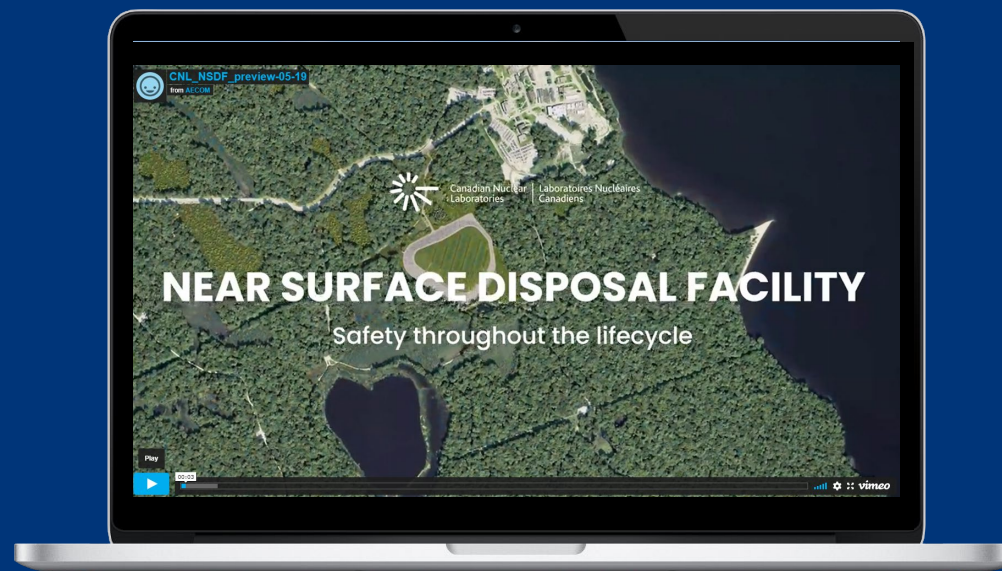 CNL_NSDF_preview-05-19
from AECOM
Canadian Nuclear Laboratoires Nucléaires
Laboratories Canadiens
NEAR SURFACE DISPOSAL FACILITY
Safety throughout the lifecycle
Play
00:03
vimeo